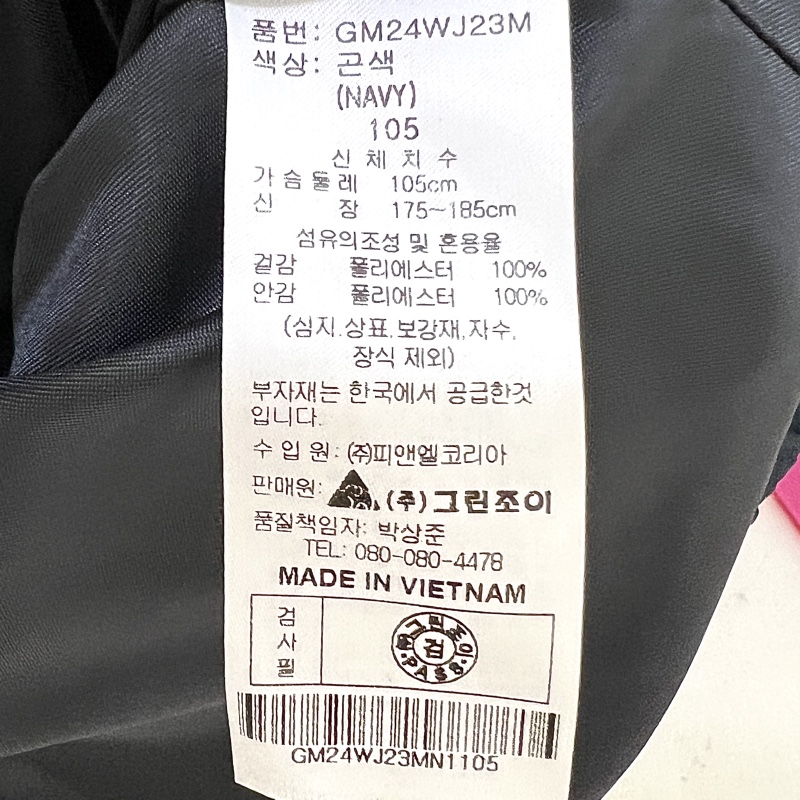 품번: GM24WJ23M
색상: 곤색
(NAVY)
105
신 체 치 수
가 슴 둘 레 105cm
신 장 175~185cm
섬유의조성 및 혼용율
겉감 폴리에스터 100%
안감 폴리에스터 100%
(심지.상표.보강재,자수,
장식 제외)
부자재는 한국에서 공급한것
입니다.
수 입 원: (주)피앤엘코리아
판매원: (주)그린조이
품질책임자: 박상준
TEL: 080-080-4478
MADE IN VIETNAM
검
사
필
㈜그린조이
검
PASS
GM24WJ23MN1105